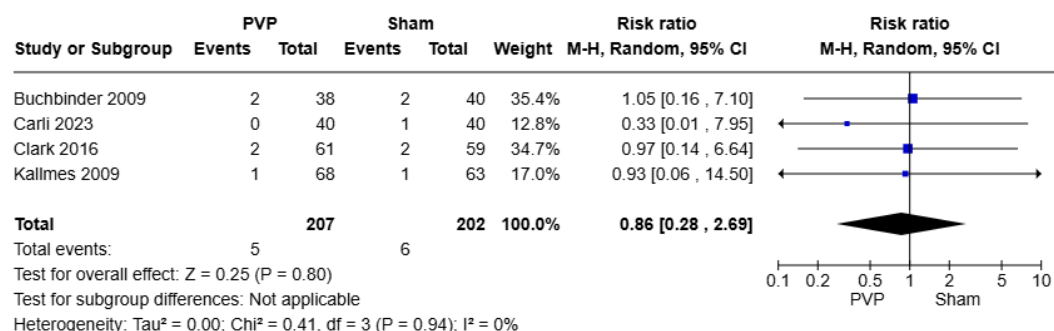 PVP Sham Risk ratio Risk ratio
Study or Subgroup Events Total Events Total Weight M-H, Random, 95% CI M-H, Random, 95% CI
Buchbinder 2009 2 38 2 40 35.4% 1.05 [0.16 , 7.10]
Carli 2023 0 40 1 40 12.8% 0.33 [0.01 , 7.95]
Clark 2016 2 61 2 59 34.7% 0.97 [0.14 , 6.64]
Kallmes 2009 1 68 1 63 17.0% 0.93 [0.06 , 14.50]
Total 207 202 100.0% 0.86 [0.28 , 2.69]
Total events: 5 6
Test for overall effect: Z = 0.25 (P = 0.80)
0.1 0.2 0.5 1 2 5 10
Test for subgroup differences: Not applicable
PVP Sham
Heterogeneity: Tau² = 0.00; Chi² = 0.41, df = 3 (P = 0.94); I² = 0%